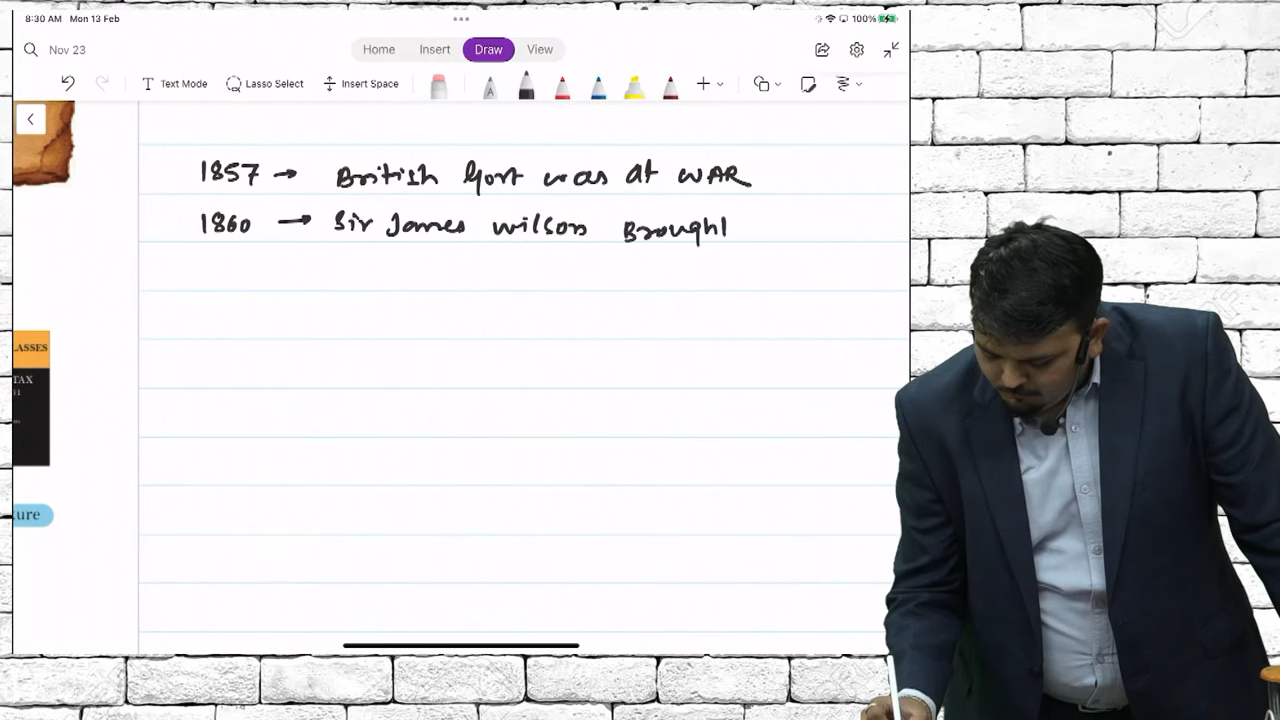 8:30 AM Mon 13 Feb
100%
Nov 23
Home Insert Draw View
Text Mode Lasso Select Insert Space
1857 → British Govt was at WAR
1860 → Sir James Wilson Brought
LASSES
TAX
ture